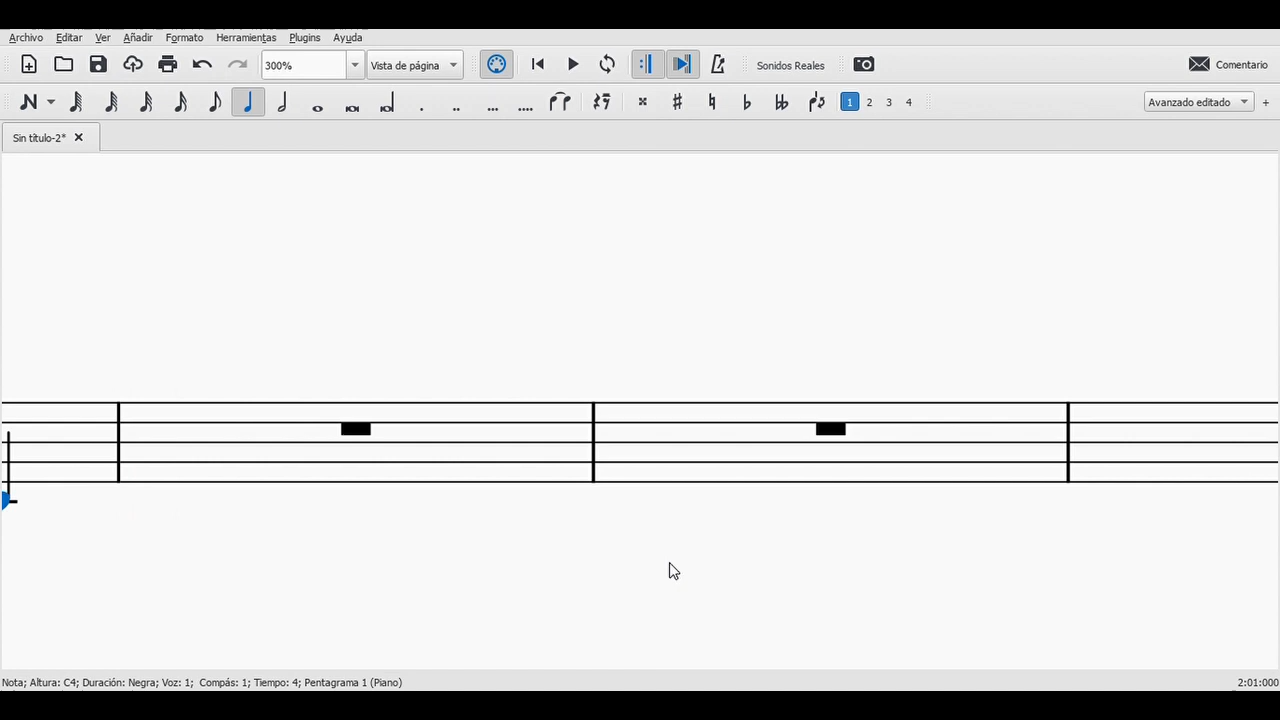 Archivo Editar Ver Añadir Formato Herramientas Plugins Ayuda
300% Vista de página Sonidos Reales Comentario
1 2 3 4 Avanzado editado +
Sin título-2* ×
Nota; Altura: C4; Duración: Negra; Voz: 1; Compás: 1; Tiempo: 4; Pentagrama 1 (Piano) 2:01:000